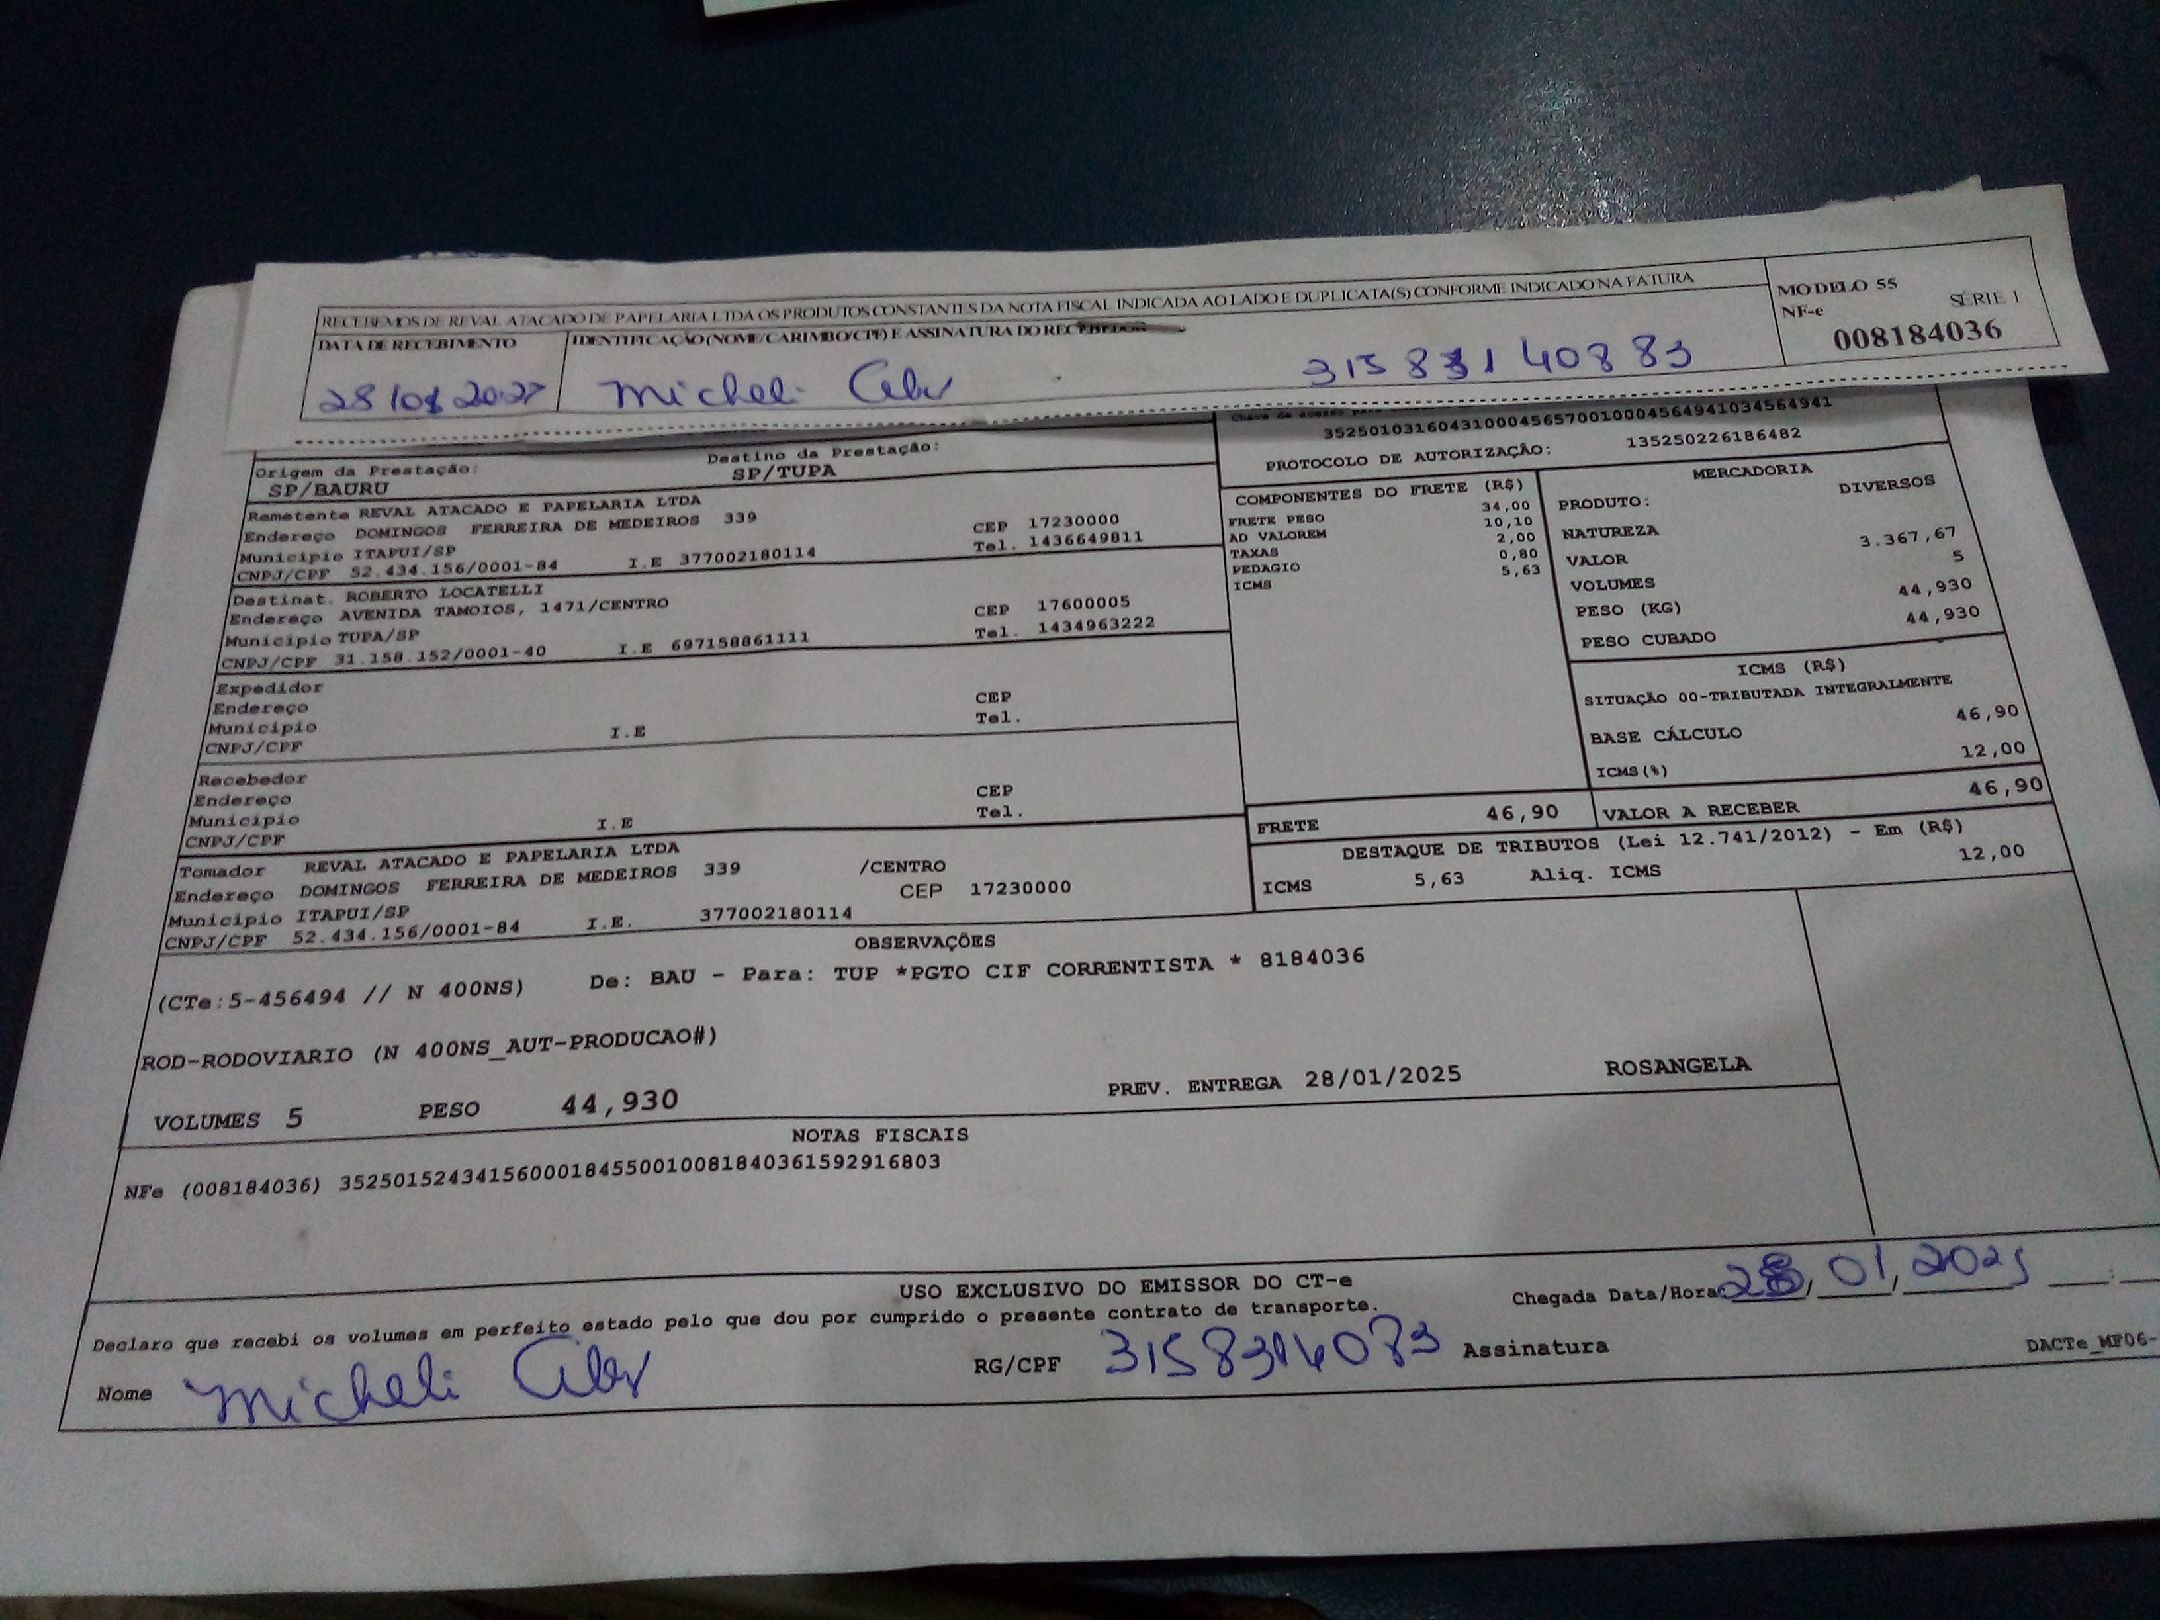 RECEBEMOS DE REVAL ATACADO DE PAPELARIA LTDA OS PRODUTOS CONSTANTES DA NOTA FISCAL INDICADA AO LADO E DUPLICATA(S) CONFORME INDICADO NA FATURA
MODELO 55
NF-e SÉRIE 1
008184036
DATA DE RECEBIMENTO IDENTIFICAÇÃO (NOME/CARIMBO/CPF) E ASSINATURA DO RECEBEDOR
Micheli
Chave de acesso
35250103160431000456570010004564941034564941
PROTOCOLO DE AUTORIZAÇÃO: 135250226186482
Origem da Prestação: Destino da Prestação:
SP/BAURU SP/TUPA
Remetente REVAL ATACADO E PAPELARIA LTDA
Endereço DOMINGOS FERREIRA DE MEDEIROS 339 CEP 17230000
Município ITAPUI/SP Tel. 1436649811
CNPJ/CPF 52.434.156/0001-84 I.E 377002180114
Destinat. ROBERTO LOCATELLI
Endereço AVENIDA TAMOIOS, 1471/CENTRO CEP 17600005
Município TUPA/SP Tel. 1434963222
CNPJ/CPF 31.158.152/0001-40 I.E 697158861111
Expedidor
Endereço CEP
Município Tel.
CNPJ/CPF I.E
Recebedor
Endereço CEP
Município Tel.
CNPJ/CPF I.E
Tomador REVAL ATACADO E PAPELARIA LTDA
Endereço DOMINGOS FERREIRA DE MEDEIROS 339 /CENTRO
Município ITAPUI/SP CEP 17230000
CNPJ/CPF 52.434.156/0001-84 I.E. 377002180114
COMPONENTES DO FRETE (R$)
FRETE PESO 34,00
AD VALOREM 10,10
TAXAS 2,00
PEDAGIO 0,80
ICMS 5,63
MERCADORIA
PRODUTO: DIVERSOS
NATUREZA
VALOR 3.367,67
VOLUMES 5
PESO (KG) 44,930
PESO CUBADO 44,930
ICMS (R$)
SITUAÇÃO 00-TRIBUTADA INTEGRALMENTE
BASE CÁLCULO 46,90
ICMS(%) 12,00
FRETE 46,90 VALOR A RECEBER 46,90
DESTAQUE DE TRIBUTOS (Lei 12.741/2012) - Em (R$)
ICMS 5,63 Aliq. ICMS 12,00
OBSERVAÇÕES
(CTe:5-456494 // N 400NS) De: BAU - Para: TUP *PGTO CIF CORRENTISTA * 8184036
ROD-RODOVIARIO (N 400NS_AUT-PRODUCAO#)
VOLUMES 5 PESO 44,930 PREV. ENTREGA 28/01/2025 ROSANGELA
NOTAS FISCAIS
NFe (008184036) 35250152434156000184550010081840361592916803
USO EXCLUSIVO DO EMISSOR DO CT-e
Declaro que recebi os volumes em perfeito estado pelo que dou por cumprido o presente contrato de transporte. Chegada Data/Hora: 28/01/2025 :
Nome Micheli RG/CPF Assinatura
DACTe_MF06-